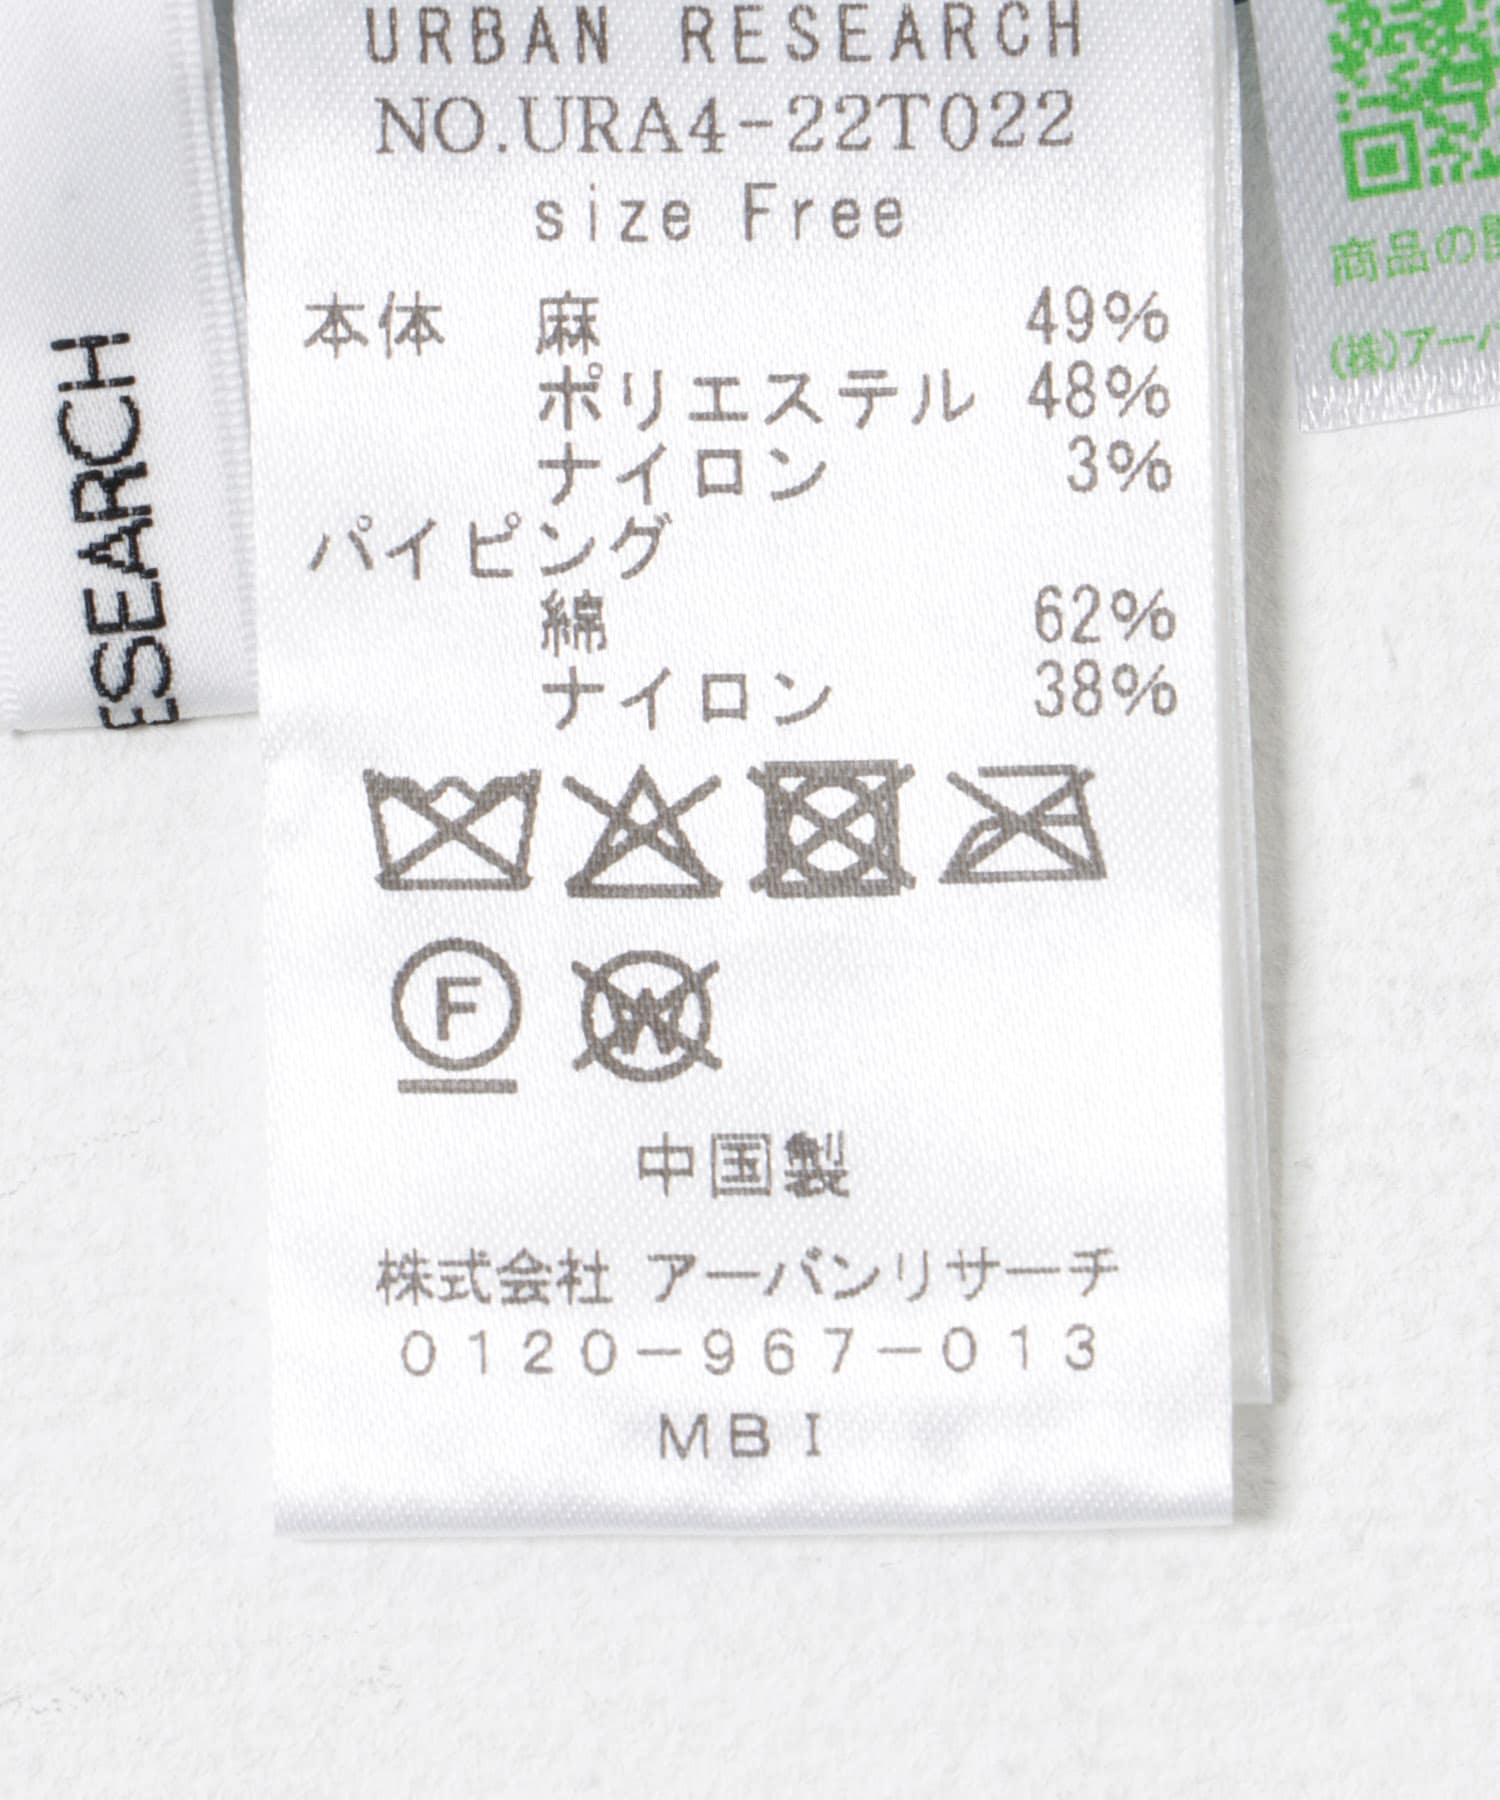 URBAN RESEARCH
NO.URA4-22T022
size Free
本体 麻 49%
ポリエステル 48%
ナイロン 3%
パイピング
綿 62%
ナイロン 38%
F
W
中国製
株式会社 アーバンリサーチ
0120-967-013
MBI
ESEARCH
商品の
(株)アー